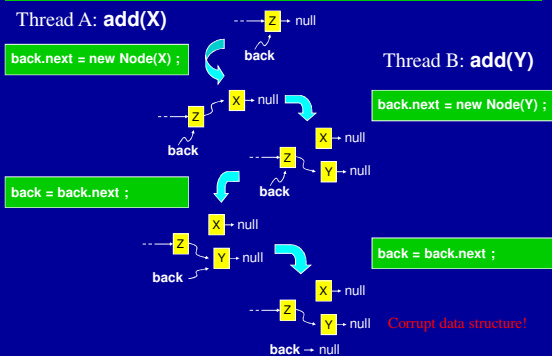 Thread A: add(X)
Z → null
back
back.next = new Node(X) ;
Thread B: add(Y)
X → null
Z
back
back.next = new Node(Y) ;
X → null
Z
Y → null
back
back = back.next ;
X → null
Z
Y → null
back
back = back.next ;
X → null
Z
Y → null
Corrupt data structure!
back → null